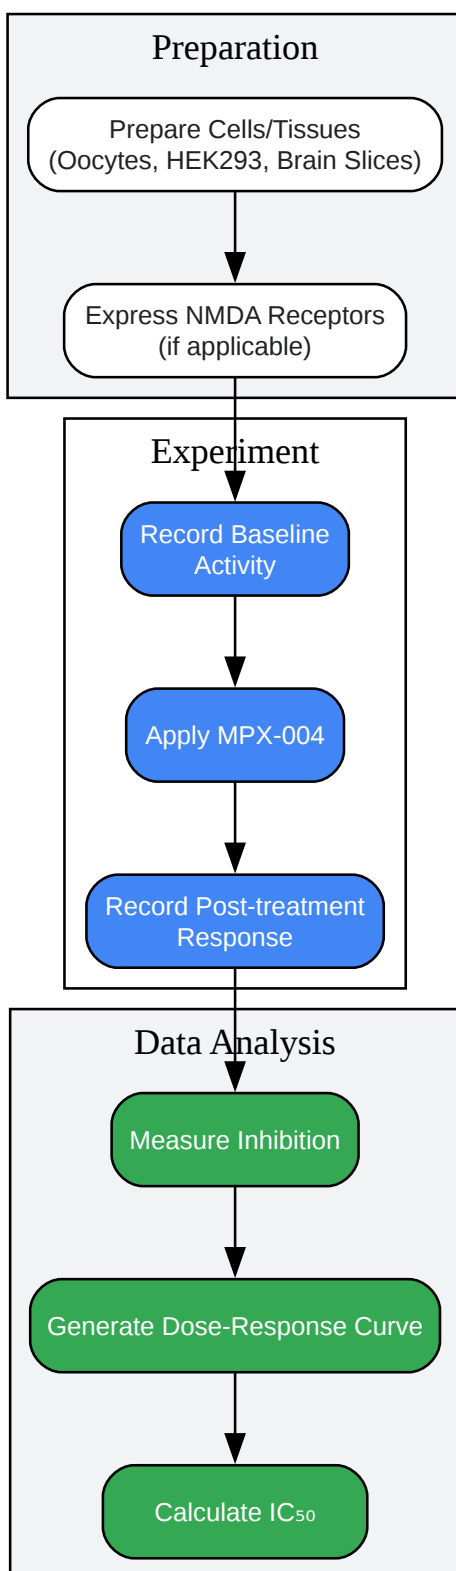 Preparation
Prepare Cells/Tissues
(Oocytes, HEK293, Brain Slices)
Express NMDA Receptors
(if applicable)
Experiment
Record Baseline
Activity
Apply MPX-004
Record Post-treatment
Response
Data Analysis
Measure Inhibition
Generate Dose-Response Curve
Calculate IC₅₀